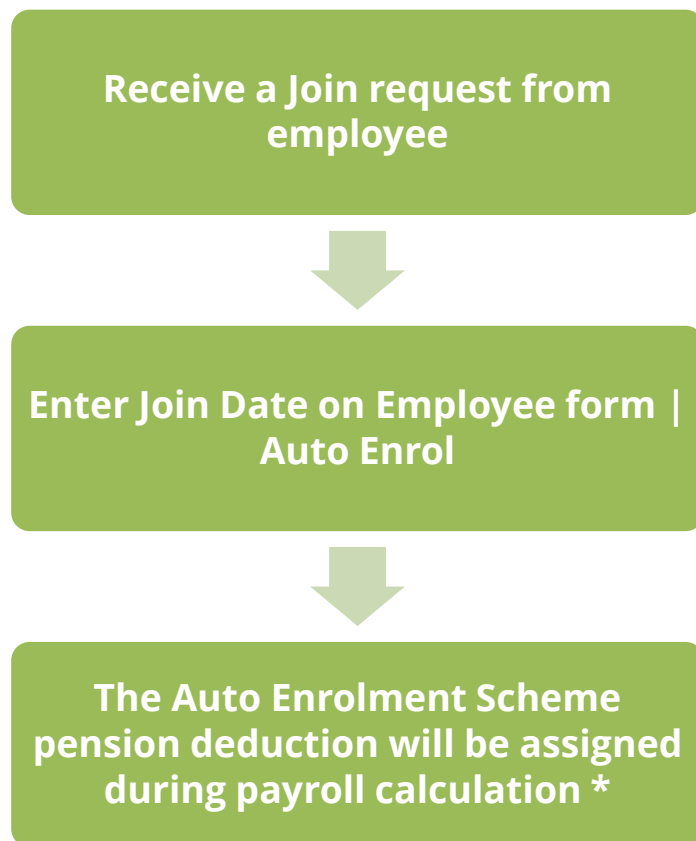 Receive a Join request from
employee
Enter Join Date on Employee form |
Auto Enrol
The Auto Enrolment Scheme
pension deduction will be assigned
during payroll calculation *